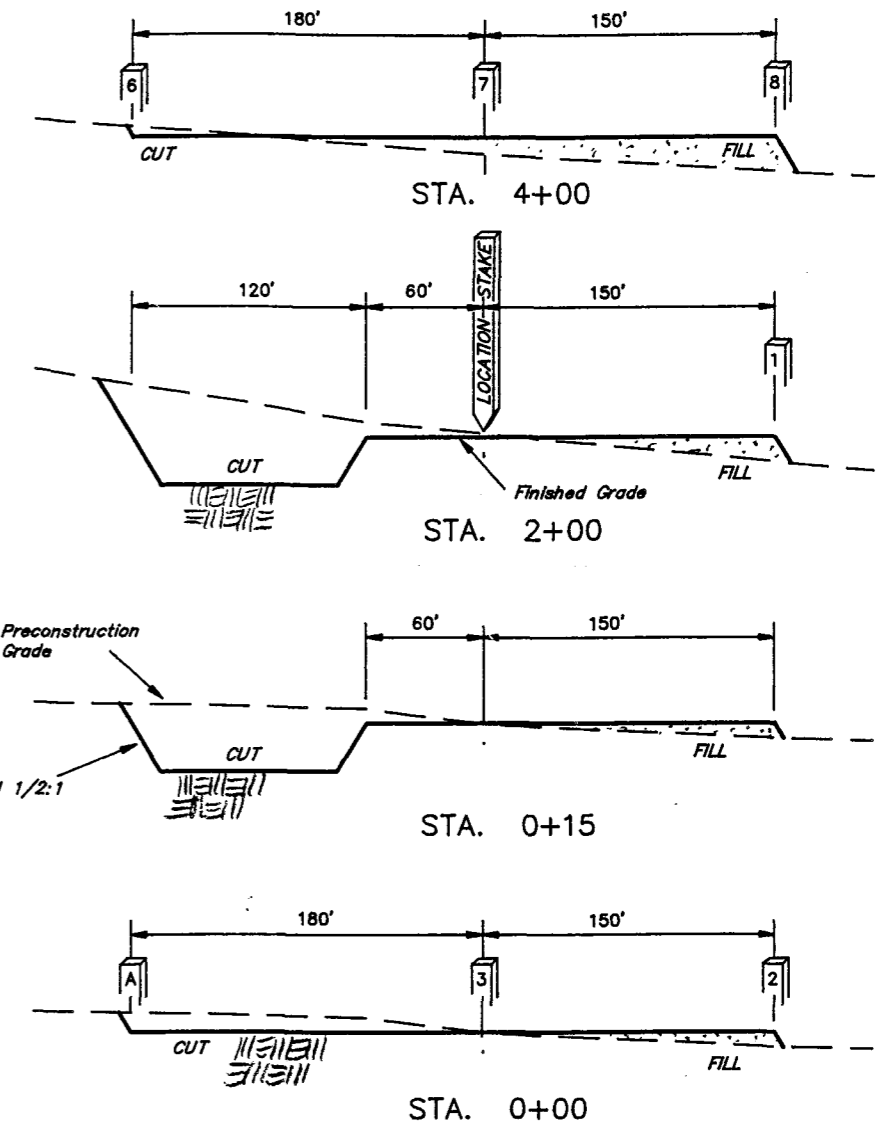 180' 150'
6 7 8
CUT FILL
STA. 4+00
LOCATION STAKE
120' 60' 150'
1
CUT FILL
Finished Grade
STA. 2+00
Preconstruction
Grade
60' 150'
CUT FILL
1/2:1
STA. 0+15
180' 150'
A 3 2
CUT FILL
STA. 0+00